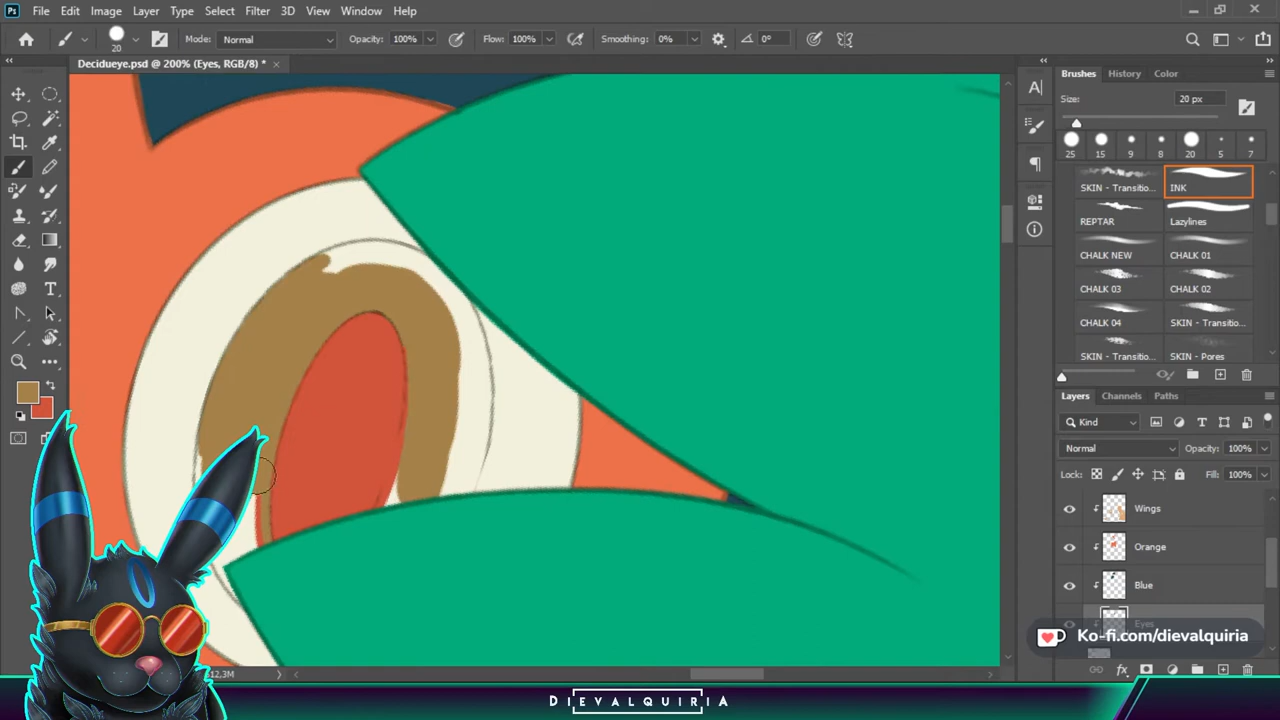 Ps File Edit Image Layer Type Select Filter 3D View Window Help
20 Mode: Normal Opacity: 100% Flow: 100% Smoothing: 0% 0°
Decidueye.psd @ 200% (Eyes, RGB/8) *
Brushes History Color
Size: 20 px
25 15 9 8 20 5 7
SKIN - Transitio... INK
REPTAR Lazylines
CHALK NEW CHALK 01
CHALK 03 CHALK 02
CHALK 04 SKIN - Transitio...
SKIN - Transitio... SKIN - Pores
Layers Channels Paths
Kind
Normal Opacity: 100%
Lock: Fill: 100%
Wings
Orange
Blue
Eyes
Ko-fi.com/dievalquiria
12,3M
DIEVALQUIRIA